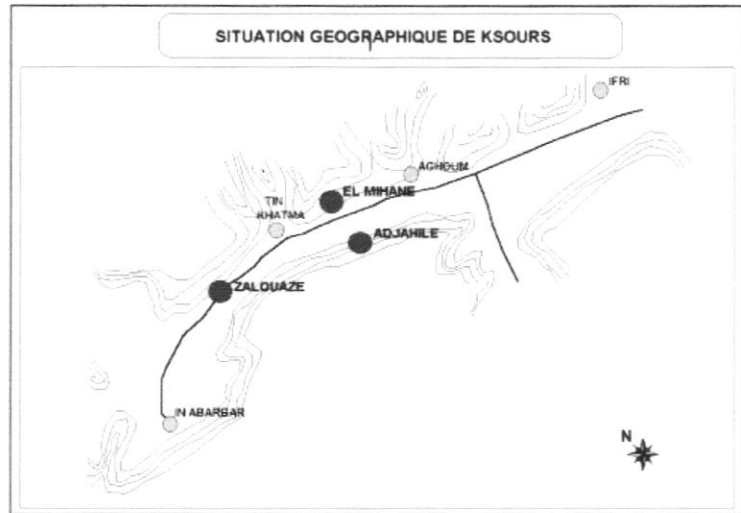 SITUATION GEOGRAPHIQUE DE KSOURS
IFRI
AGHOUM
EL MIHANE
TIN
KHATMA
ADJAHILE
ZALOUAZE
IN ABARBAR
N